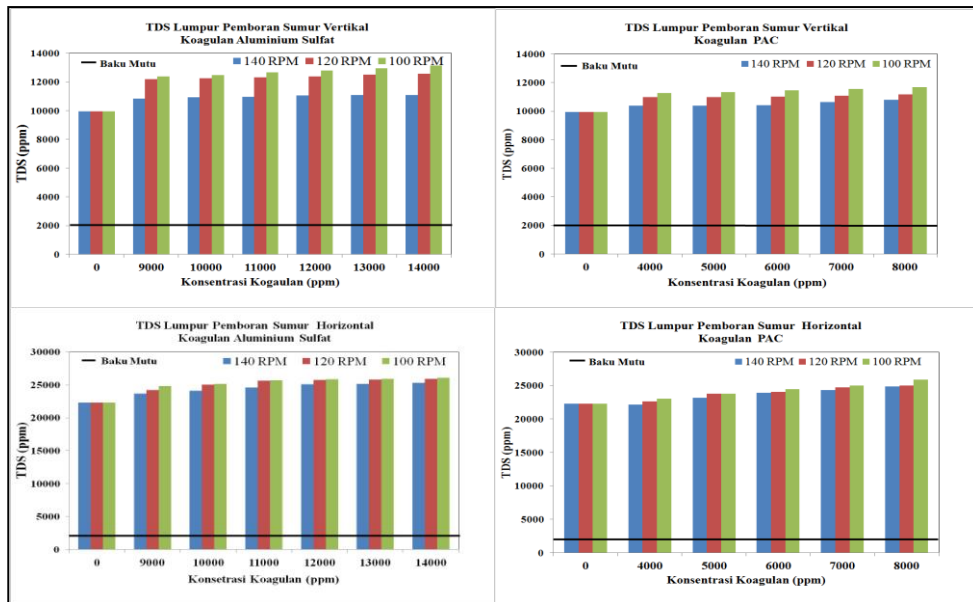 TDS Lumpur Pemboran Sumur Vertikal
Koagulan Aluminium Sulfat
14000
Baku Mutu
140 RPM
120 RPM
100 RPM
12000
10000
8000
6000
4000
2000
0
TDS (ppm)
0 9000 10000 11000 12000 13000 14000
Konsentrasi Kogaulan (ppm)
TDS Lumpur Pemboran Sumur Vertikal
Koagulan PAC
14000
Baku Mutu
140 RPM
120 RPM
100 RPM
12000
10000
8000
6000
4000
2000
0
TDS (ppm)
0 4000 5000 6000 7000 8000
Konsentrasi Koagulan (ppm)
TDS Lumpur Pemboran Sumur Horizontal
Koagulan Aluminium Sulfat
30000
Baku Mutu
140 RPM
120 RPM
100 RPM
25000
20000
15000
10000
5000
0
TDS (ppm)
0 9000 10000 11000 12000 13000 14000
Konsetrasi Koagulan (ppm)
TDS Lumpur Pemboran Sumur Horizontal
Koagulan PAC
30000
Baku Mutu
140 RPM
120 RPM
100 RPM
25000
20000
15000
10000
5000
0
TDS (ppm)
0 4000 5000 6000 7000 8000
Konsentrasi Koagulan (ppm)